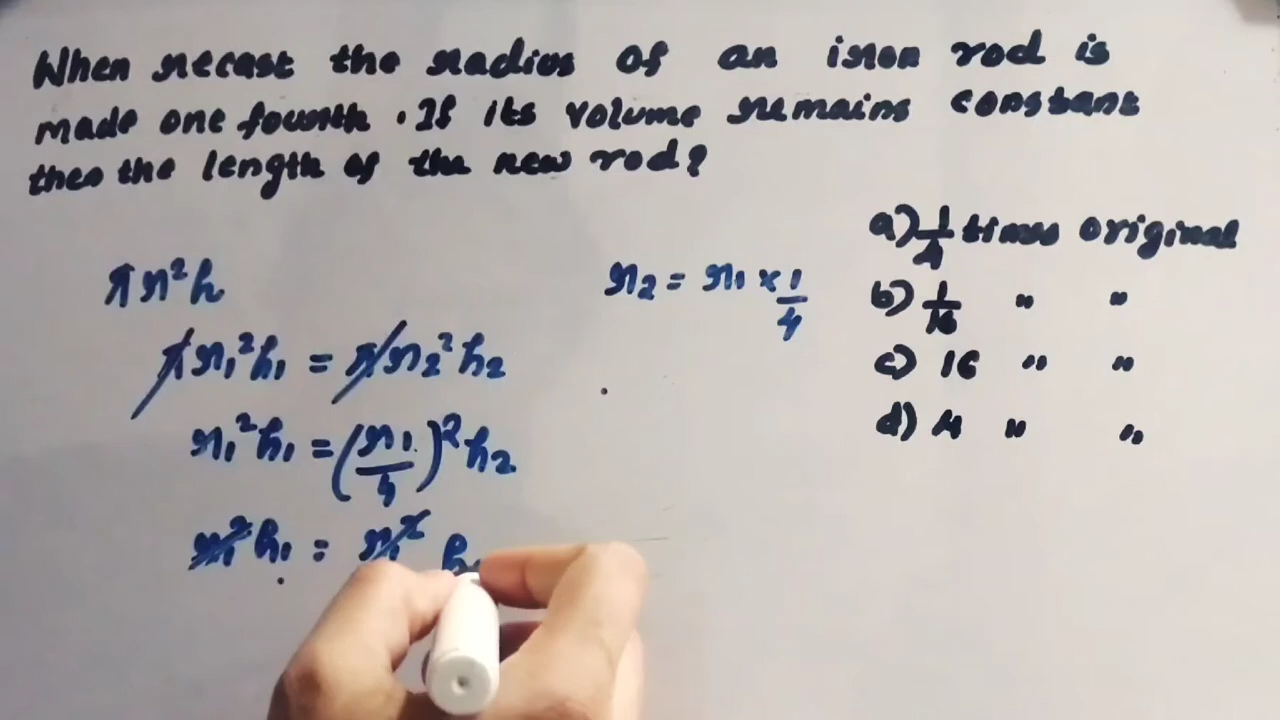 When recast the radius of an iron rod is
made one fourth. If its volume remains constant
then the length of the new rod?
a) 1/4 times original
b) 1/16 " "
c) 16 " "
d) 4 " "
πr²h
πr₁²h₁ = πr₂²h₂
r₂ = r₁ × 1/4
r₁²h₁ = (r₁/4)²h₂
r₁²h₁ = r₁² h